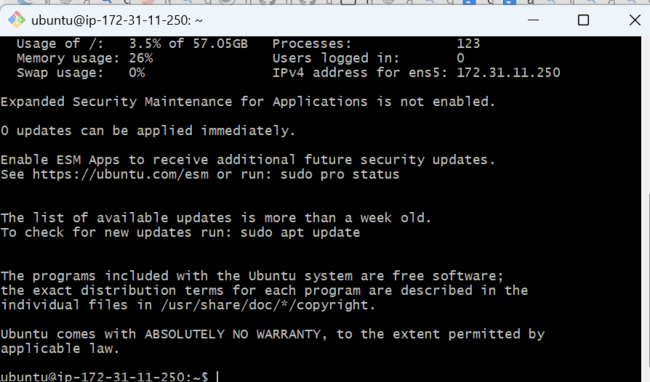 ubuntu@ip-172-31-11-250: ~
Usage of /:   3.5% of 57.05GB   Processes:             123
Memory usage: 26%               Users logged in:       0
Swap usage:   0%                IPv4 address for ens5: 172.31.11.250
Expanded Security Maintenance for Applications is not enabled.
0 updates can be applied immediately.
Enable ESM Apps to receive additional future security updates.
See https://ubuntu.com/esm or run: sudo pro status
The list of available updates is more than a week old.
To check for new updates run: sudo apt update
The programs included with the Ubuntu system are free software;
the exact distribution terms for each program are described in the
individual files in /usr/share/doc/*/copyright.
Ubuntu comes with ABSOLUTELY NO WARRANTY, to the extent permitted by
applicable law.
ubuntu@ip-172-31-11-250:~$